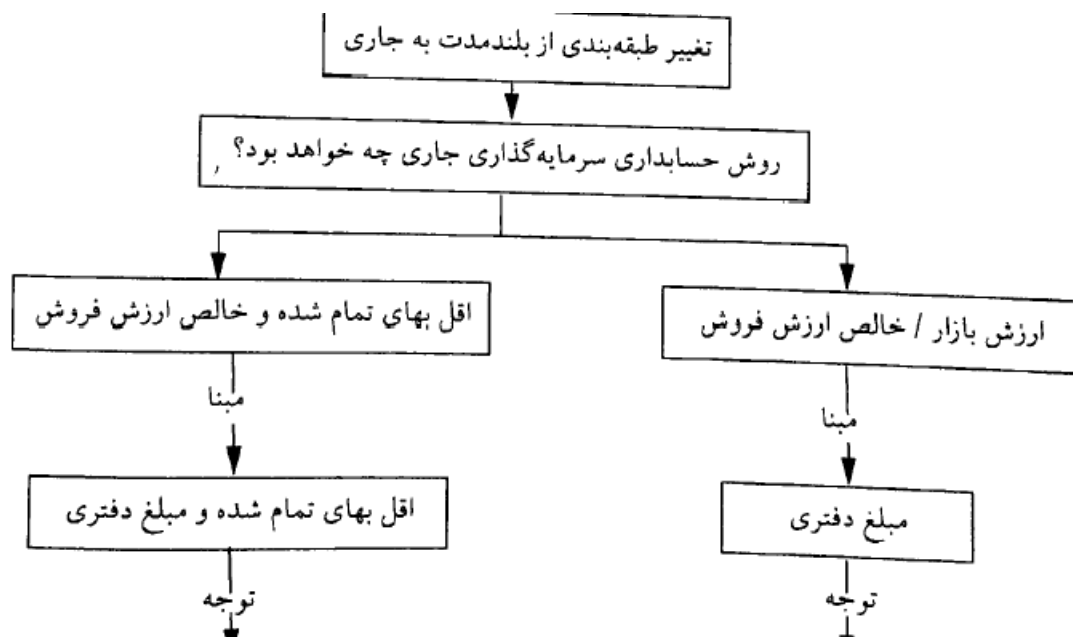 تغییر طبقه‌بندی از بلندمدت به جاری
روش حسابداری سرمایه‌گذاری جاری چه خواهد بود؟
ارزش بازار / خالص ارزش فروش
اقل بهای تمام شده و خالص ارزش فروش
مبنا
مبنا
مبلغ دفتری
اقل بهای تمام شده و مبلغ دفتری
توجه
توجه